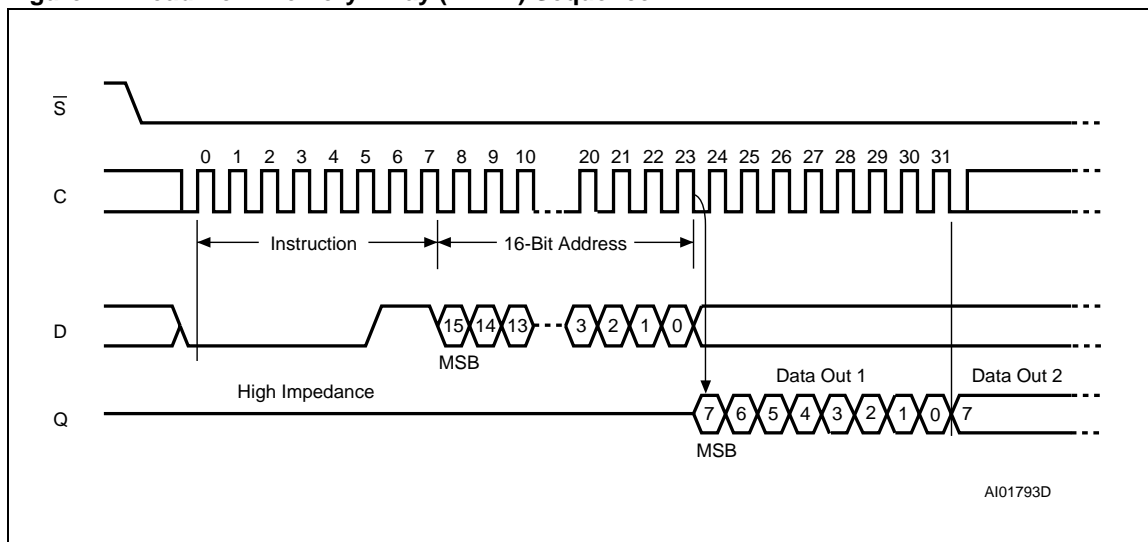 S
0 1 2 3 4 5 6 7 8 9 10 20 21 22 23 24 25 26 27 28 29 30 31
C
Instruction 16-Bit Address
D
15 14 13 3 2 1 0
MSB
High Impedance
Data Out 1 Data Out 2
Q
7 6 5 4 3 2 1 0 7
MSB
AI01793D